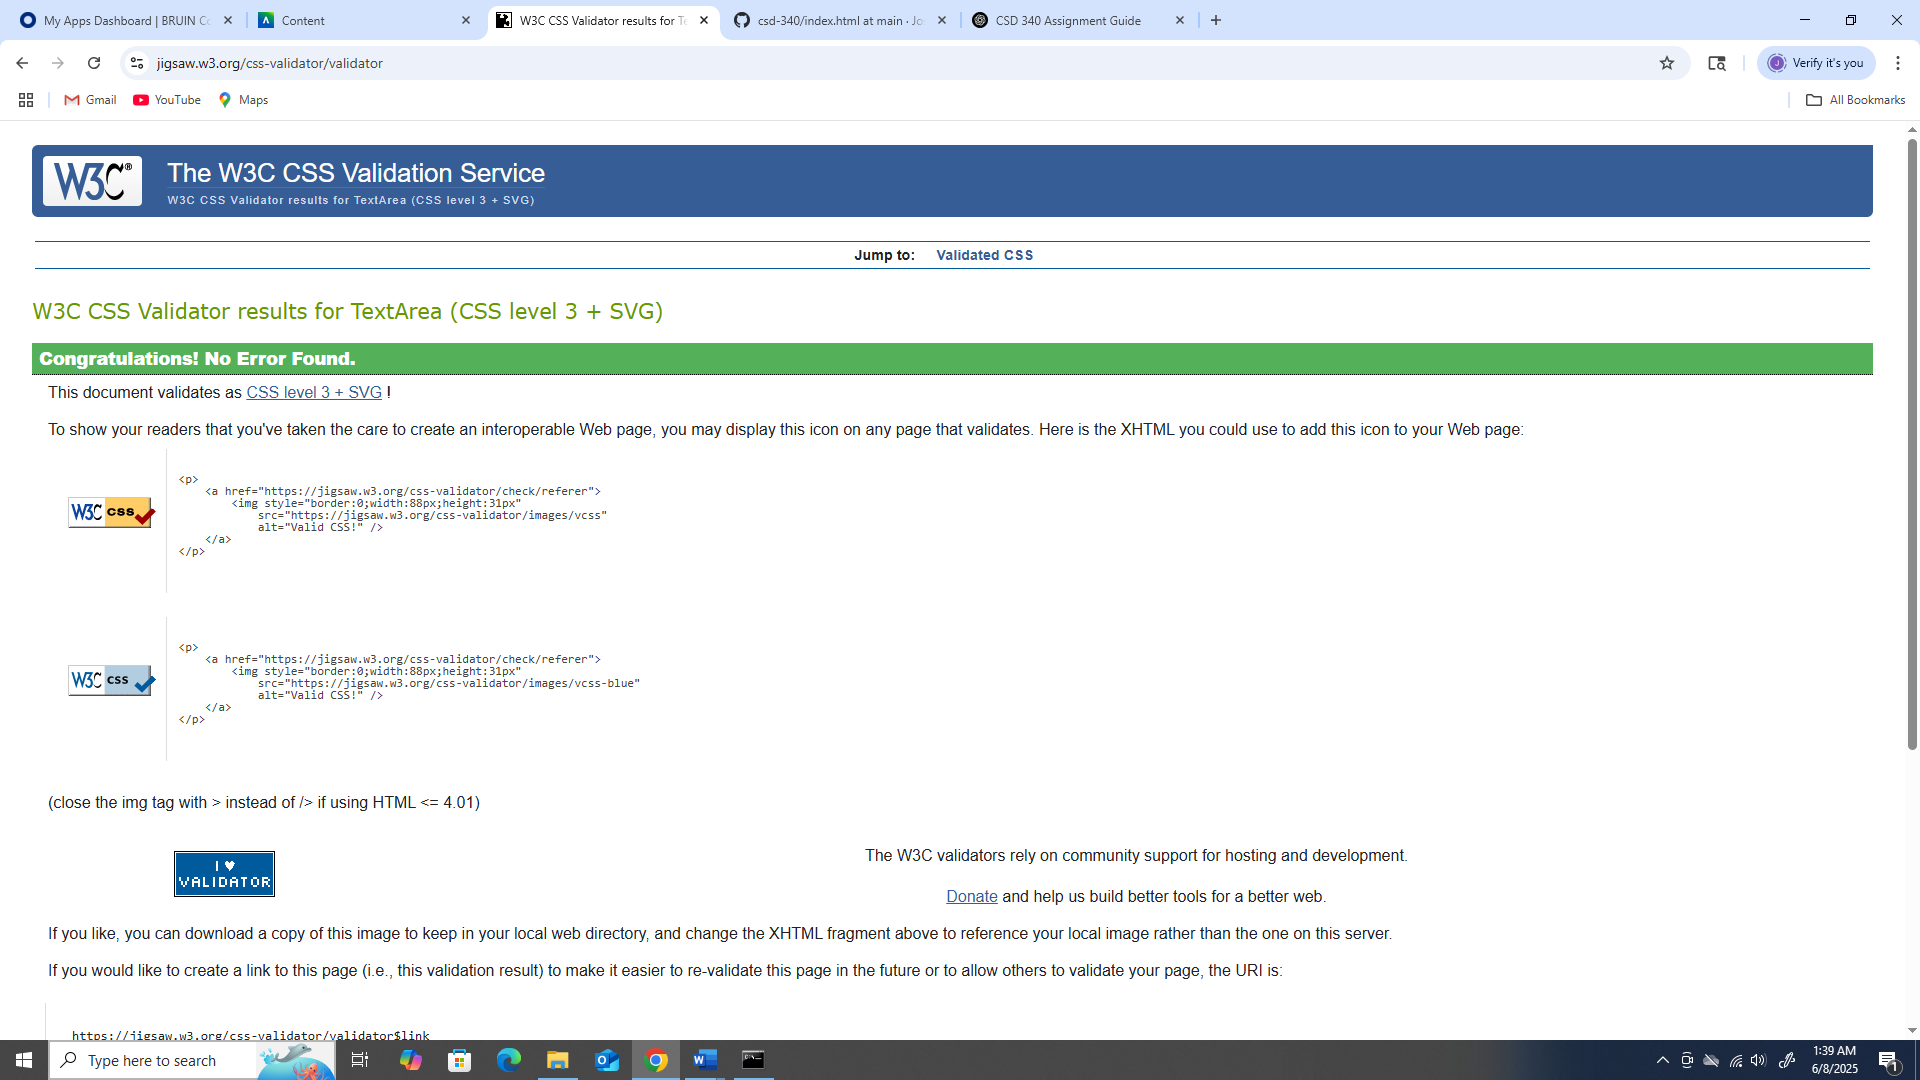 My Apps Dashboard | BRUIN Co
Content
W3C CSS Validator results for Te
csd-340/index.html at main · Jo
CSD 340 Assignment Guide
jigsaw.w3.org/css-validator/validator
Verify it's you
Gmail
YouTube
Maps
All Bookmarks
W3C®
The W3C CSS Validation Service
W3C CSS Validator results for TextArea (CSS level 3 + SVG)
Jump to: Validated CSS
W3C CSS Validator results for TextArea (CSS level 3 + SVG)
Congratulations! No Error Found.
This document validates as CSS level 3 + SVG !
To show your readers that you've taken the care to create an interoperable Web page, you may display this icon on any page that validates. Here is the XHTML you could use to add this icon to your Web page:
W3C css
<p>
<a href="https://jigsaw.w3.org/css-validator/check/referer">
<img style="border:0;width:88px;height:31px"
src="https://jigsaw.w3.org/css-validator/images/vcss"
alt="Valid CSS!" />
</a>
</p>
W3C css
<p>
<a href="https://jigsaw.w3.org/css-validator/check/referer">
<img style="border:0;width:88px;height:31px"
src="https://jigsaw.w3.org/css-validator/images/vcss-blue"
alt="Valid CSS!" />
</a>
</p>
(close the img tag with > instead of /> if using HTML <= 4.01)
I ♥
VALIDATOR
The W3C validators rely on community support for hosting and development.
Donate and help us build better tools for a better web.
If you like, you can download a copy of this image to keep in your local web directory, and change the XHTML fragment above to reference your local image rather than the one on this server.
If you would like to create a link to this page (i.e., this validation result) to make it easier to re-validate this page in the future or to allow others to validate your page, the URI is:
https://jigsaw.w3.org/css-validator/validator$link
Type here to search
1:39 AM
6/8/2025
1